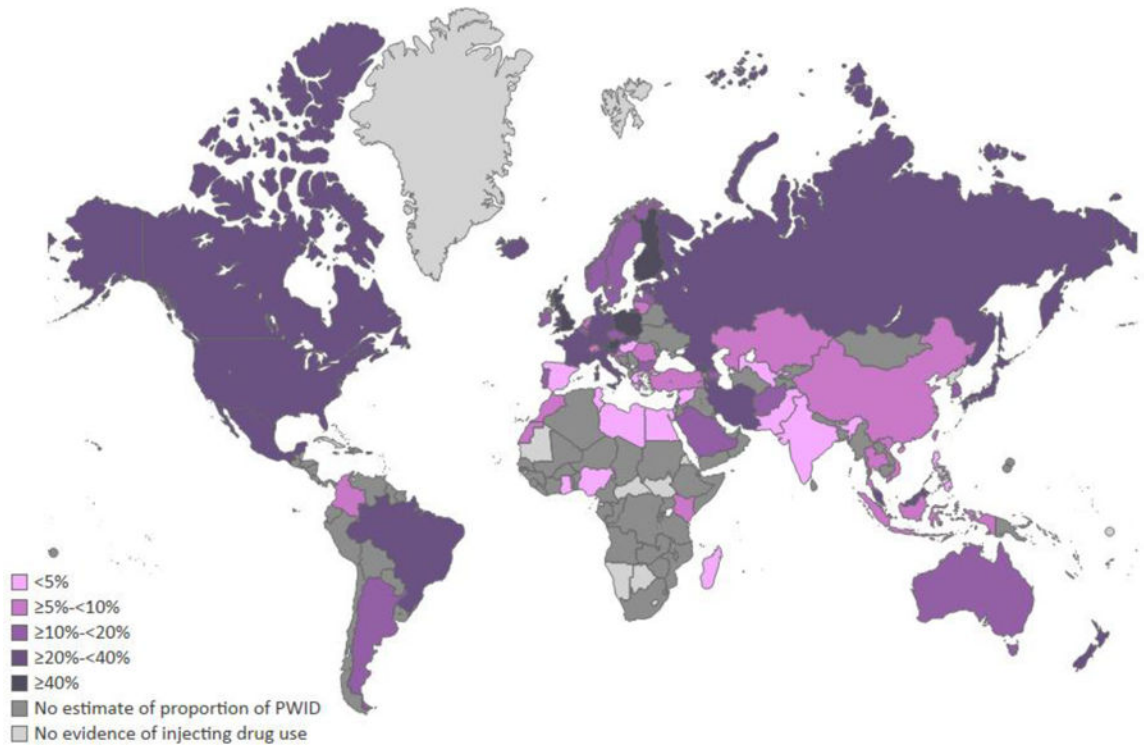 <5%
≥5%-<10%
≥10%-<20%
≥20%-<40%
≥40%
No estimate of proportion of PWID
No evidence of injecting drug use